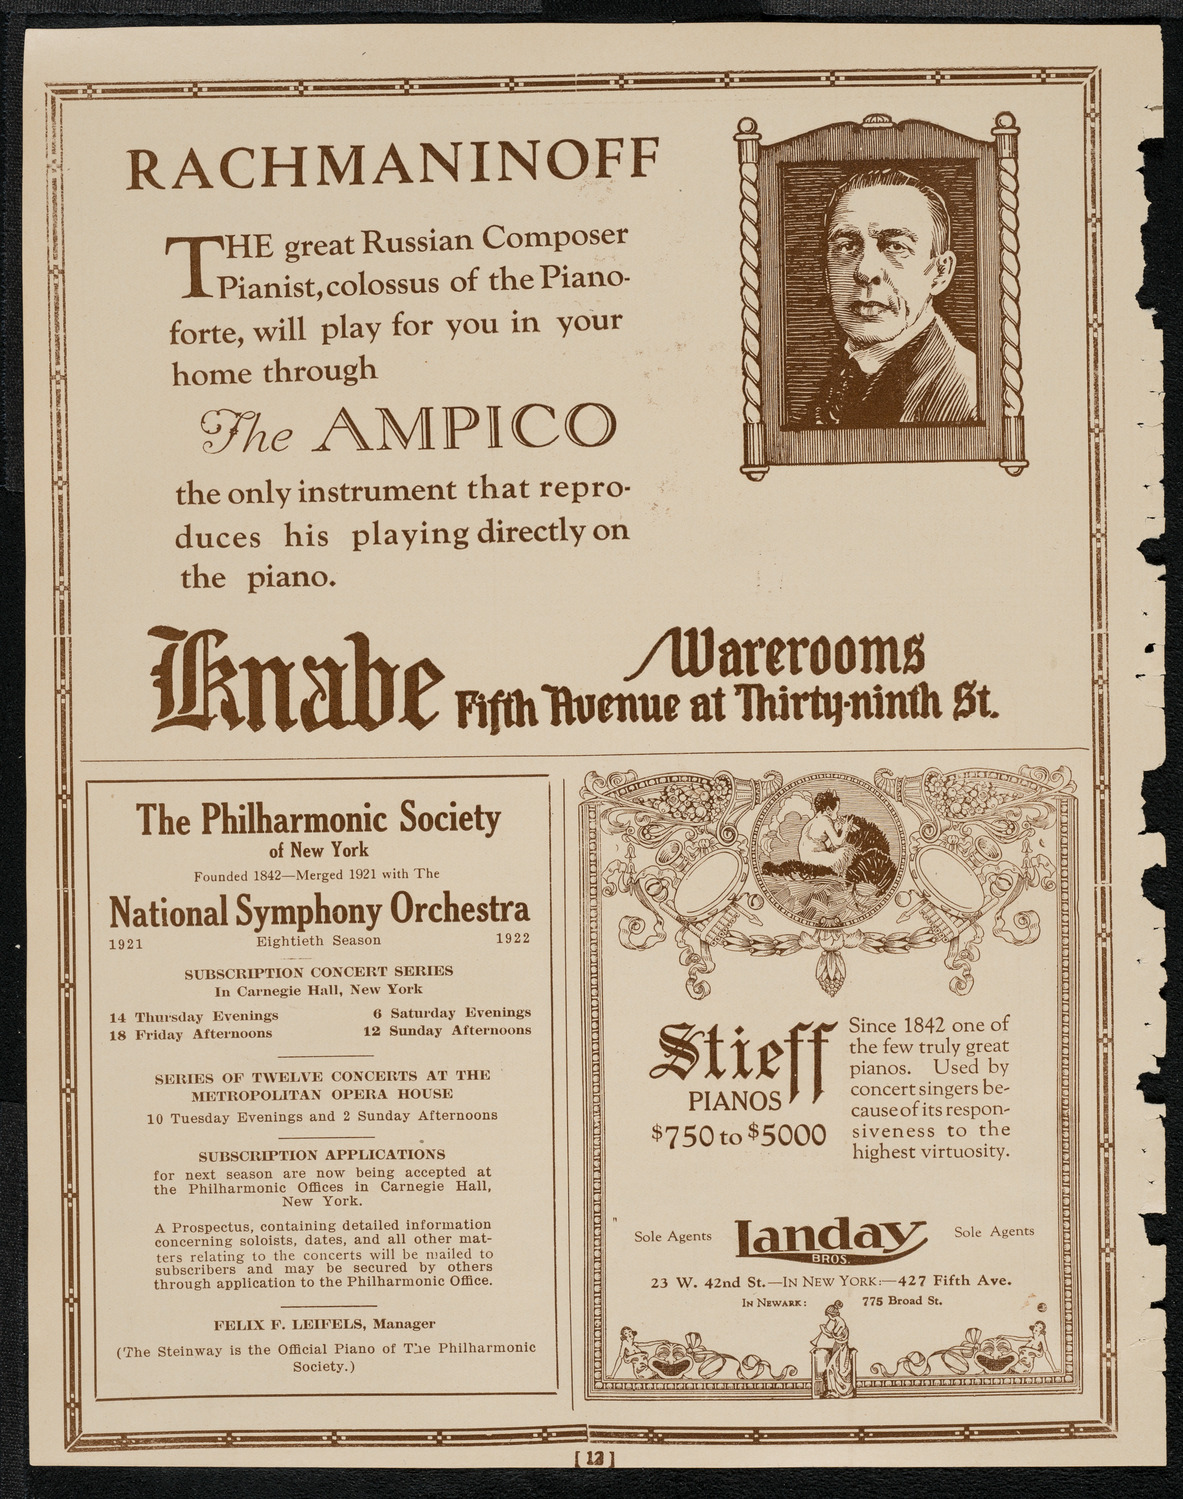 RACHMANINOFF
THE great Russian Composer
Pianist, colossus of the Piano-
forte, will play for you in your
home through
The AMPICO
the only instrument that repro-
duces his playing directly on
the piano.
Knabe Warerooms
Fifth Avenue at Thirty-ninth St.
The Philharmonic Society
of New York
Founded 1842—Merged 1921 with The
National Symphony Orchestra
1921 Eightieth Season 1922
SUBSCRIPTION CONCERT SERIES
In Carnegie Hall, New York
14 Thursday Evenings 6 Saturday Evenings
18 Friday Afternoons 12 Sunday Afternoons
SERIES OF TWELVE CONCERTS AT THE
METROPOLITAN OPERA HOUSE
10 Tuesday Evenings and 2 Sunday Afternoons
SUBSCRIPTION APPLICATIONS
for next season are now being accepted at
the Philharmonic Offices in Carnegie Hall,
New York.
A Prospectus, containing detailed information
concerning soloists, dates, and all other mat-
ters relating to the concerts will be mailed to
subscribers and may be secured by others
through application to the Philharmonic Office.
FELIX F. LEIFELS, Manager
(The Steinway is the Official Piano of The Philharmonic
Society.)
Stieff
PIANOS
$750 to $5000
Since 1842 one of
the few truly great
pianos. Used by
concert singers be-
cause of its respon-
siveness to the
highest virtuosity.
Sole Agents Landay Sole Agents
BROS.
23 W. 42nd St.—IN NEW YORK:—427 Fifth Ave.
IN NEWARK: 775 Broad St.